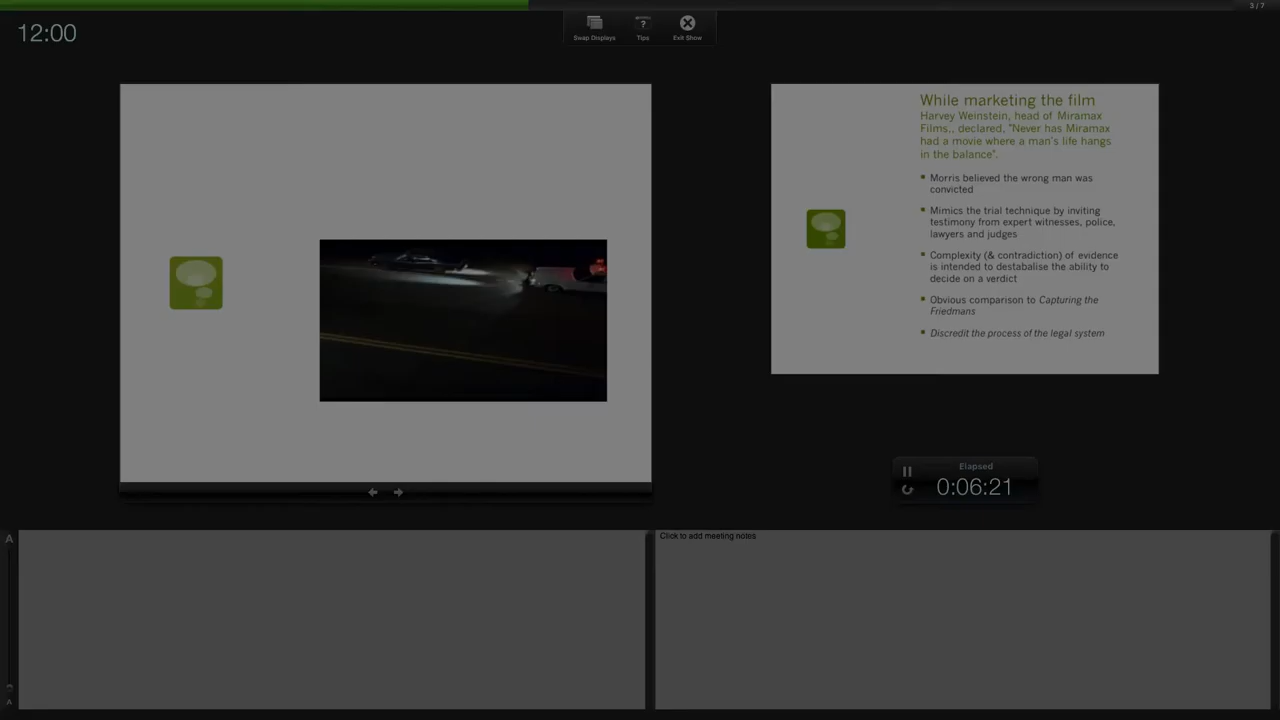 3 / 7
12:00
Swap Displays
Tips
Exit Show
While marketing the film
Harvey Weinstein, head of Miramax
Films,, declared, "Never has Miramax
had a movie where a man's life hangs
in the balance".
Morris believed the wrong man was
convicted
Mimics the trial technique by inviting
testimony from expert witnesses, police,
lawyers and judges
Complexity (& contradiction) of evidence
is intended to destabalise the ability to
decide on a verdict
Obvious comparison to Capturing the
Friedmans
Discredit the process of the legal system
Elapsed
0:06:21
A
Click to add meeting notes
A